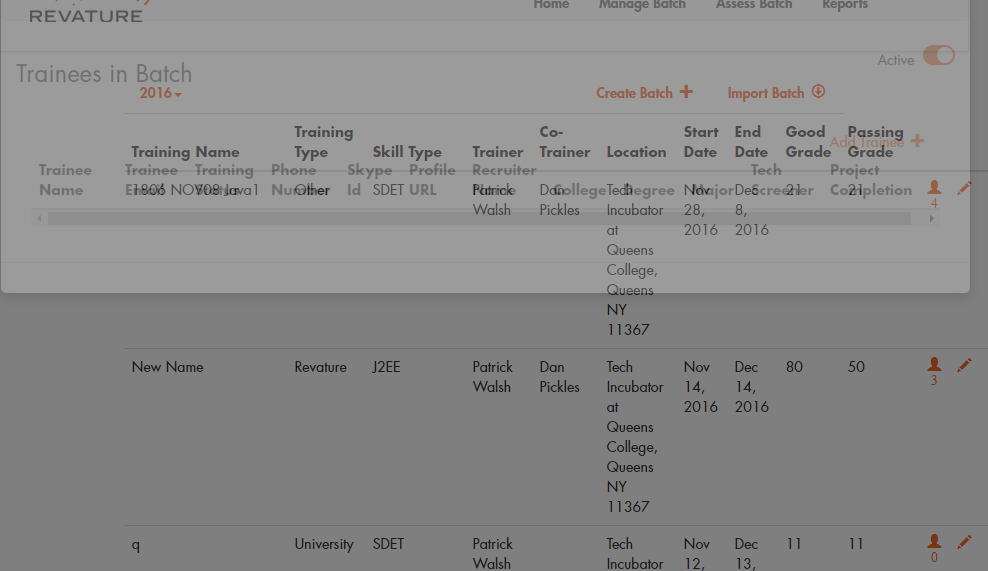 REVATURE
Home Manage Batch Assess Batch Reports
Trainees in Batch
Active
2016
Create Batch Import Batch
Add Trainee
Training Name Training Type Skill Type Trainer Co-Trainer Location Start Date End Date Good Grade Passing Grade
Trainee Name Trainee Email Training Status Phone Number Skype Id Profile URL Recruiter Name College Degree Major Tech Screener Project Completion
Other SDET Patrick Walsh Dan Pickles Tech Incubator at Queens College, Queens NY 11367 Nov 28, 2016 Dec 8, 2016 21 21 4
New Name Revature J2EE Patrick Walsh Dan Pickles Tech Incubator at Queens College, Queens NY 11367 Nov 14, 2016 Dec 14, 2016 80 50 3
q University SDET Patrick Walsh Tech Incubator Nov 12, Dec 13, 11 11 0